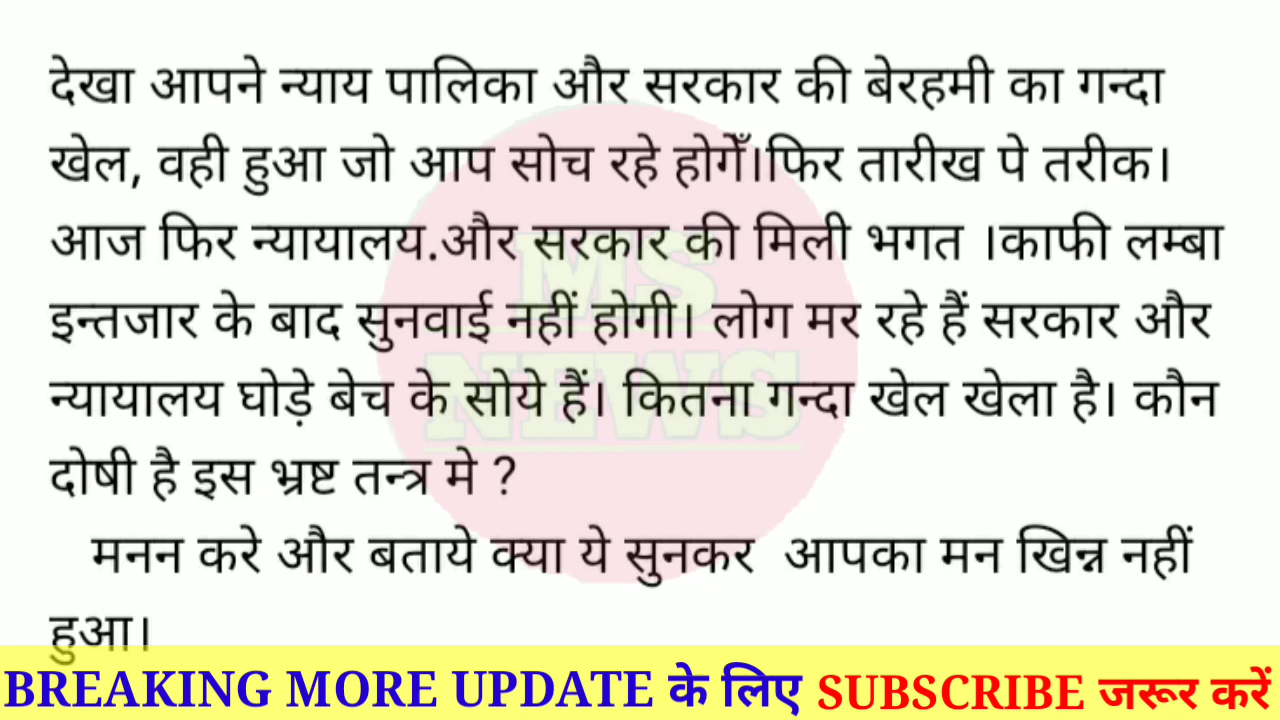 देखा आपने न्याय पालिका और सरकार की बेरहमी का गन्दा
खेल, वही हुआ जो आप सोच रहे होगेंँ।फिर तारीख पे तरीक।
आज फिर न्यायालय.और सरकार की मिली भगत ।काफी लम्बा
इन्तजार के बाद सुनवाई नहीं होगी। लोग मर रहे हैं सरकार और
न्यायालय घोड़े बेच के सोये हैं। कितना गन्दा खेल खेला है। कौन
दोषी है इस भ्रष्ट तन्त्र मे ?
मनन करे और बताये क्या ये सुनकर आपका मन खिन्न नहीं
हुआ।
MS
NEWS
BREAKING MORE UPDATE के लिए SUBSCRIBE जरूर करें